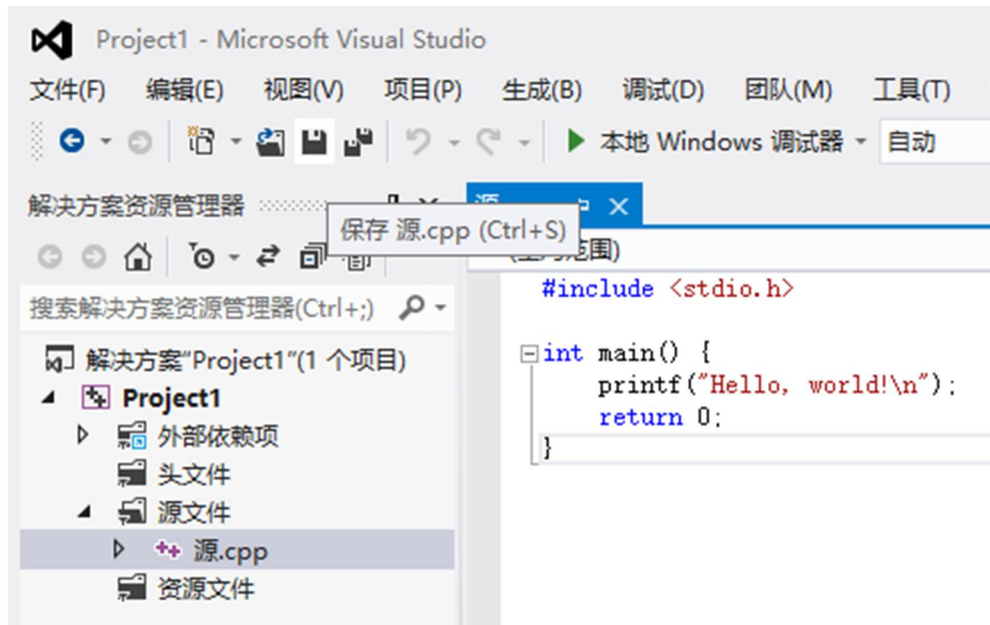 Project1 - Microsoft Visual Studio
文件(F) 编辑(E) 视图(V) 项目(P) 生成(B) 调试(D) 团队(M) 工具(T)
本地 Windows 调试器 自动
解决方案资源管理器
源
保存 源.cpp (Ctrl+S)
范围)
搜索解决方案资源管理器(Ctrl+;)
#include <stdio.h>
解决方案“Project1”(1 个项目)
int main() {
Project1
printf("Hello, world!\n");
外部依赖项
return 0;
}
头文件
源文件
源.cpp
资源文件